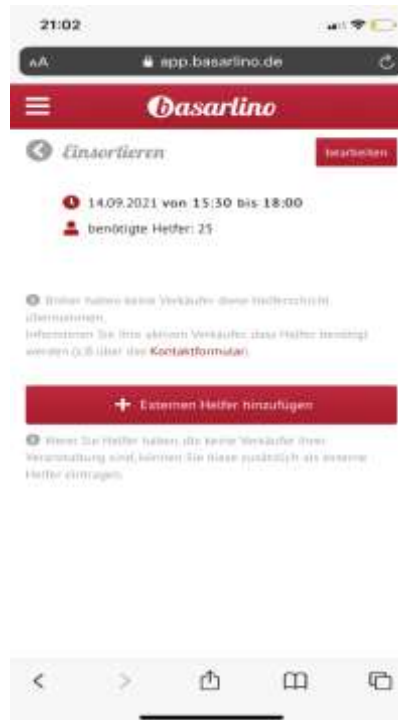 21:02
AA app.basarlino.de
basarlino
Einsortieren
bearbeiten
14.09.2021 von 15:30 bis 18:00
benötigte Helfer: 25
Bisher haben keine Verkäufer diese Helferschicht
übernommen.
Informieren Sie Ihre aktiven Verkäufer, dass Helfer benötigt
werden (z.B über das Kontaktformular).
+ Externen Helfer hinzufügen
Wenn Sie Helfer haben, die keine Verkäufer Ihrer
Veranstaltung sind, können Sie diese zusätzlich als externe
Helfer eintragen.